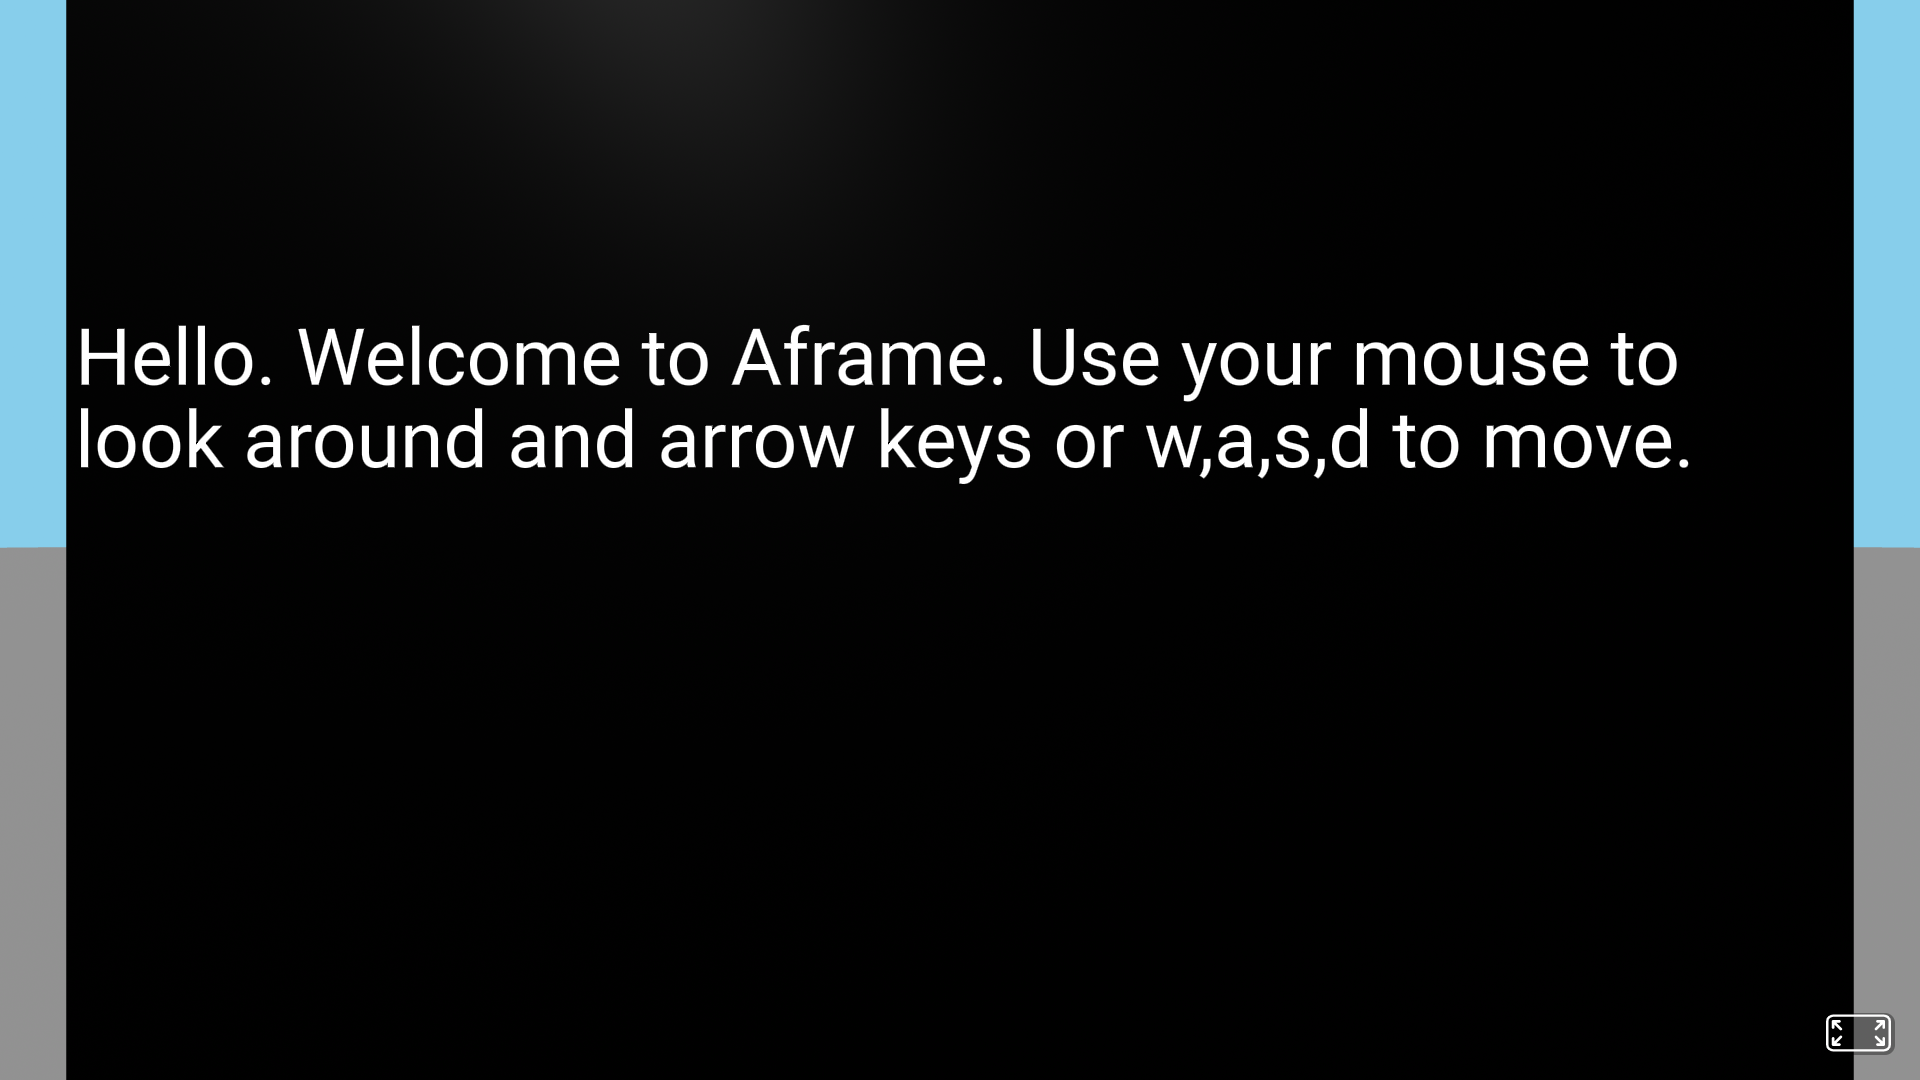 Hello. Welcome to Aframe. Use your mouse to
look around and arrow keys or w,a,s,d to move.